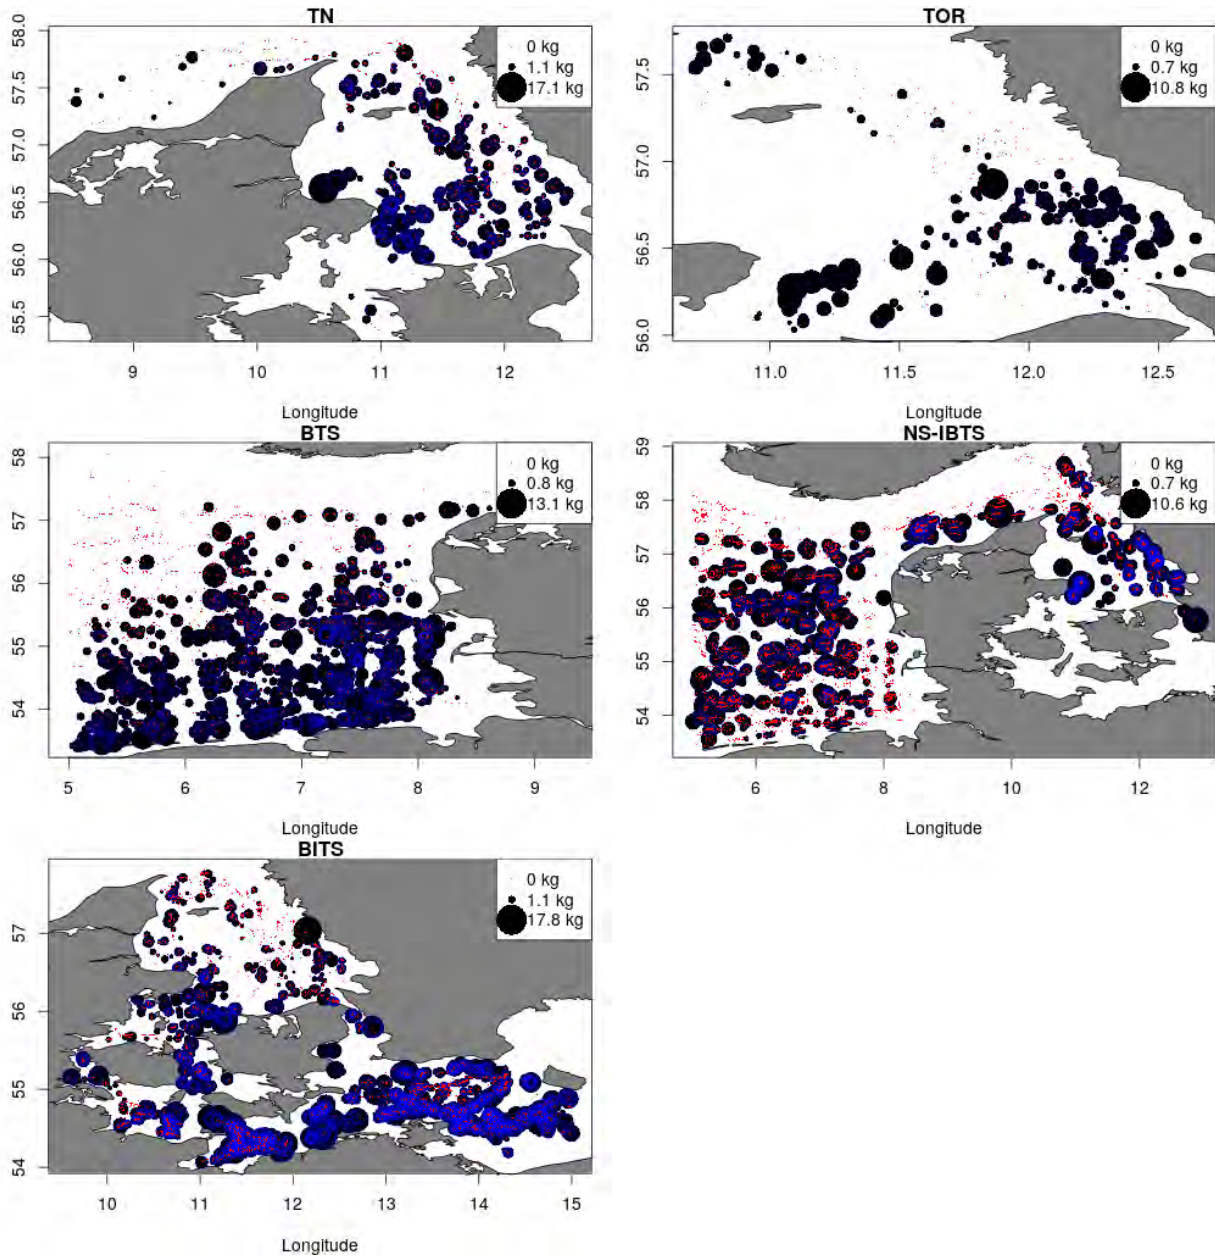 TN
58.0
57.5
57.0
56.5
56.0
55.5
0 kg
1.1 kg
17.1 kg
9
10
11
12
TOR
57.5
57.0
56.5
56.0
0 kg
0.7 kg
10.8 kg
11.0
11.5
12.0
12.5
Longitude
Longitude
BTS
58
57
56
55
54
0 kg
0.8 kg
13.1 kg
5
6
7
8
9
NS-IBTS
59
58
57
56
55
54
0 kg
0.7 kg
10.6 kg
6
8
10
12
Longitude
Longitude
BITS
57
56
55
54
0 kg
1.1 kg
17.8 kg
10
11
12
13
14
15
Longitude